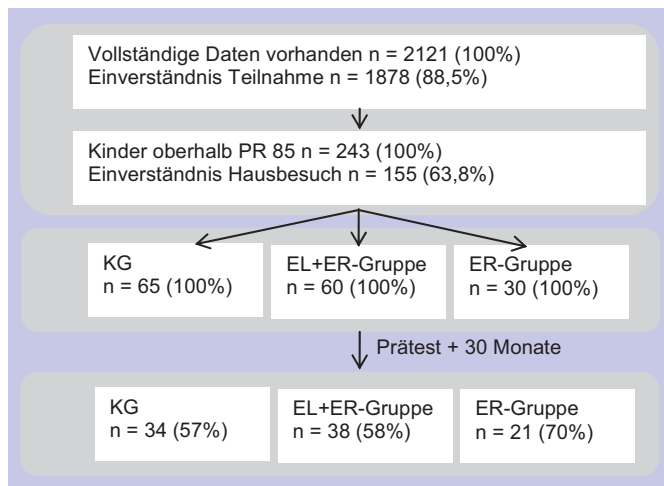 Vollständige Daten vorhanden n = 2121 (100%)
Einverständnis Teilnahme n = 1878 (88,5%)
Kinder oberhalb PR 85 n = 243 (100%)
Einverständnis Hausbesuch n = 155 (63,8%)
KG
n = 65 (100%)
EL+ER-Gruppe
n = 60 (100%)
ER-Gruppe
n = 30 (100%)
Prätest + 30 Monate
KG
n = 34 (57%)
EL+ER-Gruppe
n = 38 (58%)
ER-Gruppe
n = 21 (70%)